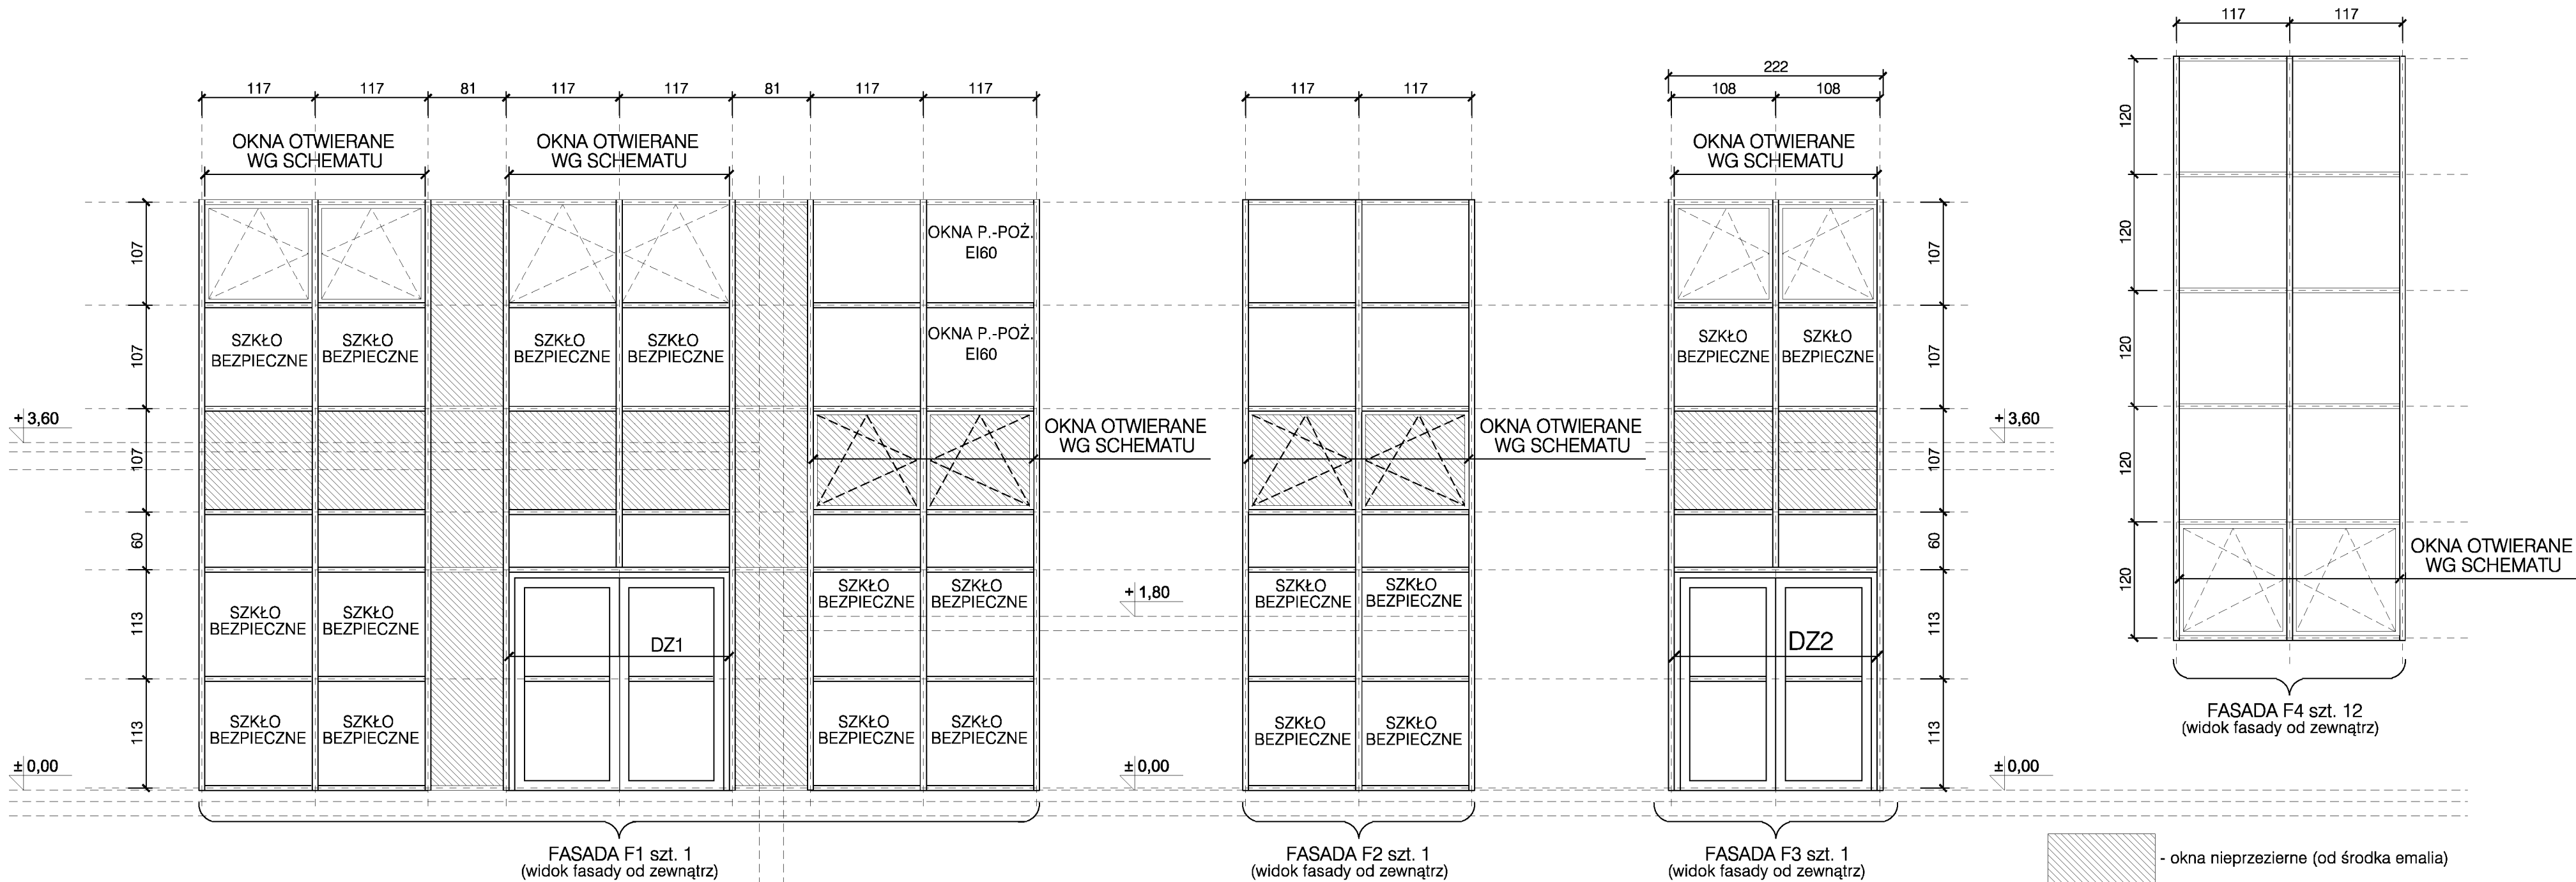 117 117
117 117 81 117 117 81 117 117
117 117
222
108 108
OKNA OTWIERANE
WG SCHEMATU
OKNA OTWIERANE
WG SCHEMATU
OKNA OTWIERANE
WG SCHEMATU
107
107
107
60
113
113
+ 3,60
± 0,00
OKNA P.-POŻ.
EI60
OKNA P.-POŻ.
EI60
SZKŁO
BEZPIECZNE
SZKŁO
BEZPIECZNE
SZKŁO
BEZPIECZNE
SZKŁO
BEZPIECZNE
OKNA OTWIERANE
WG SCHEMATU
SZKŁO
BEZPIECZNE
SZKŁO
BEZPIECZNE
DZ1
SZKŁO
BEZPIECZNE
SZKŁO
BEZPIECZNE
SZKŁO
BEZPIECZNE
SZKŁO
BEZPIECZNE
SZKŁO
BEZPIECZNE
SZKŁO
BEZPIECZNE
+ 1,80
± 0,00
FASADA F1 szt. 1
(widok fasady od zewnątrz)
OKNA OTWIERANE
WG SCHEMATU
SZKŁO
BEZPIECZNE
SZKŁO
BEZPIECZNE
SZKŁO
BEZPIECZNE
SZKŁO
BEZPIECZNE
FASADA F2 szt. 1
(widok fasady od zewnątrz)
SZKŁO
BEZPIECZNE
SZKŁO
BEZPIECZNE
DZ2
107
107
107
60
113
113
+ 3,60
± 0,00
FASADA F3 szt. 1
(widok fasady od zewnątrz)
120
120
120
120
120
OKNA OTWIERANE
WG SCHEMATU
FASADA F4 szt. 12
(widok fasady od zewnątrz)
- okna nieprzezierne (od środka emalia)